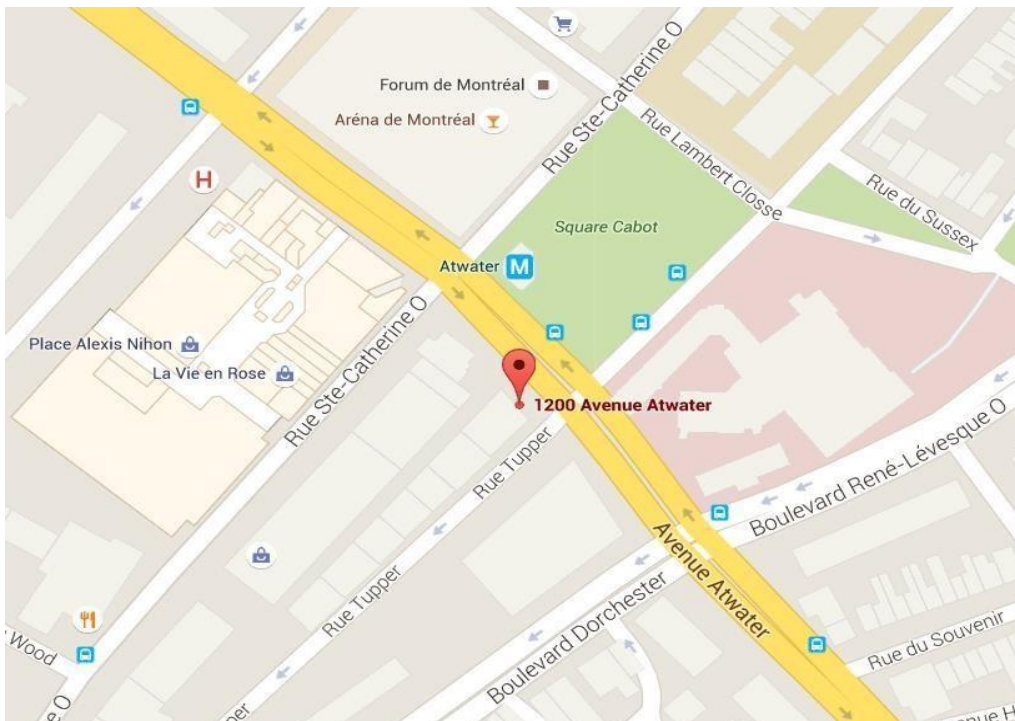 Forum de Montréal
Aréna de Montréal
Rue Ste-Catherine O
Rue Lambert Closse
Rue du Sussex
Square Cabot
H
Atwater M
Place Alexis Nihon
La Vie en Rose
Rue Ste-Catherine O
1200 Avenue Atwater
Rue Tupper
Boulevard René-Lévesque O
Avenue Atwater
Rue Tupper
Boulevard Dorchester
Rue du Souvenir
Wood